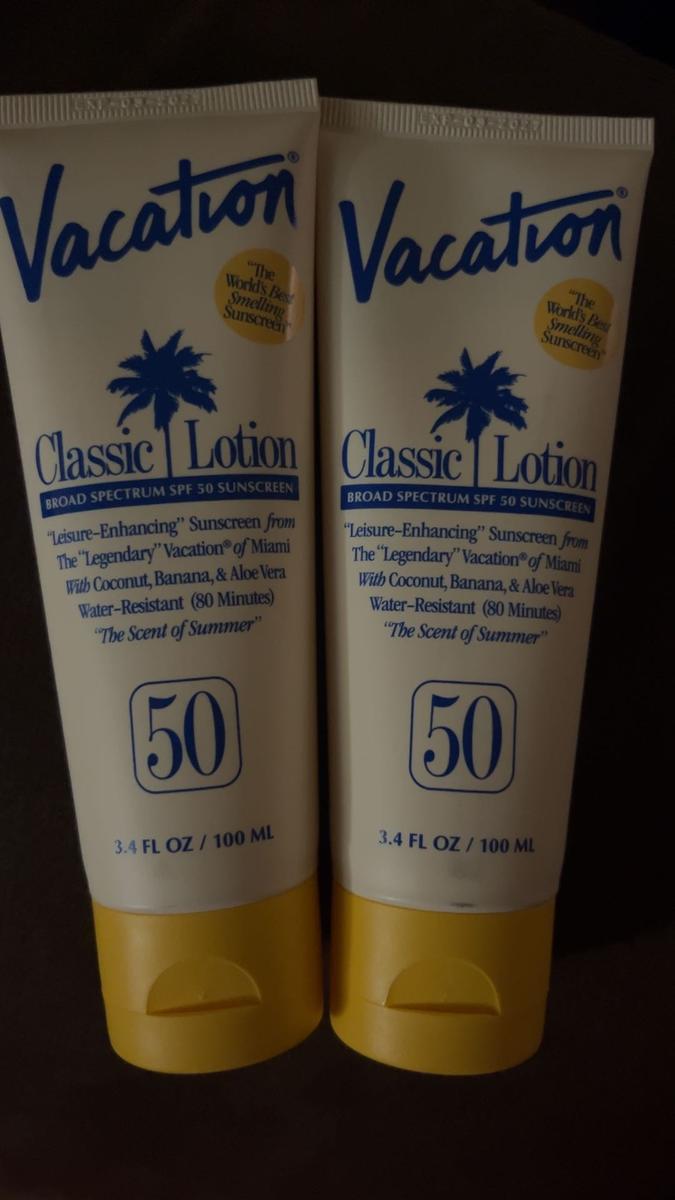 Vacation®
"The
World's Best
Smelling
Sunscreen"
Classic Lotion
BROAD SPECTRUM SPF 50 SUNSCREEN
"Leisure-Enhancing" Sunscreen from
The "Legendary" Vacation® of Miami
With Coconut, Banana, & Aloe Vera
Water-Resistant (80 Minutes)
"The Scent of Summer"
50
3.4 FL OZ / 100 ML
EXP-03-2027
Vacation®
"The
World's Best
Smelling
Sunscreen"
Classic Lotion
BROAD SPECTRUM SPF 50 SUNSCREEN
"Leisure-Enhancing" Sunscreen from
The "Legendary" Vacation® of Miami
With Coconut, Banana, & Aloe Vera
Water-Resistant (80 Minutes)
"The Scent of Summer"
50
3.4 FL OZ / 100 ML